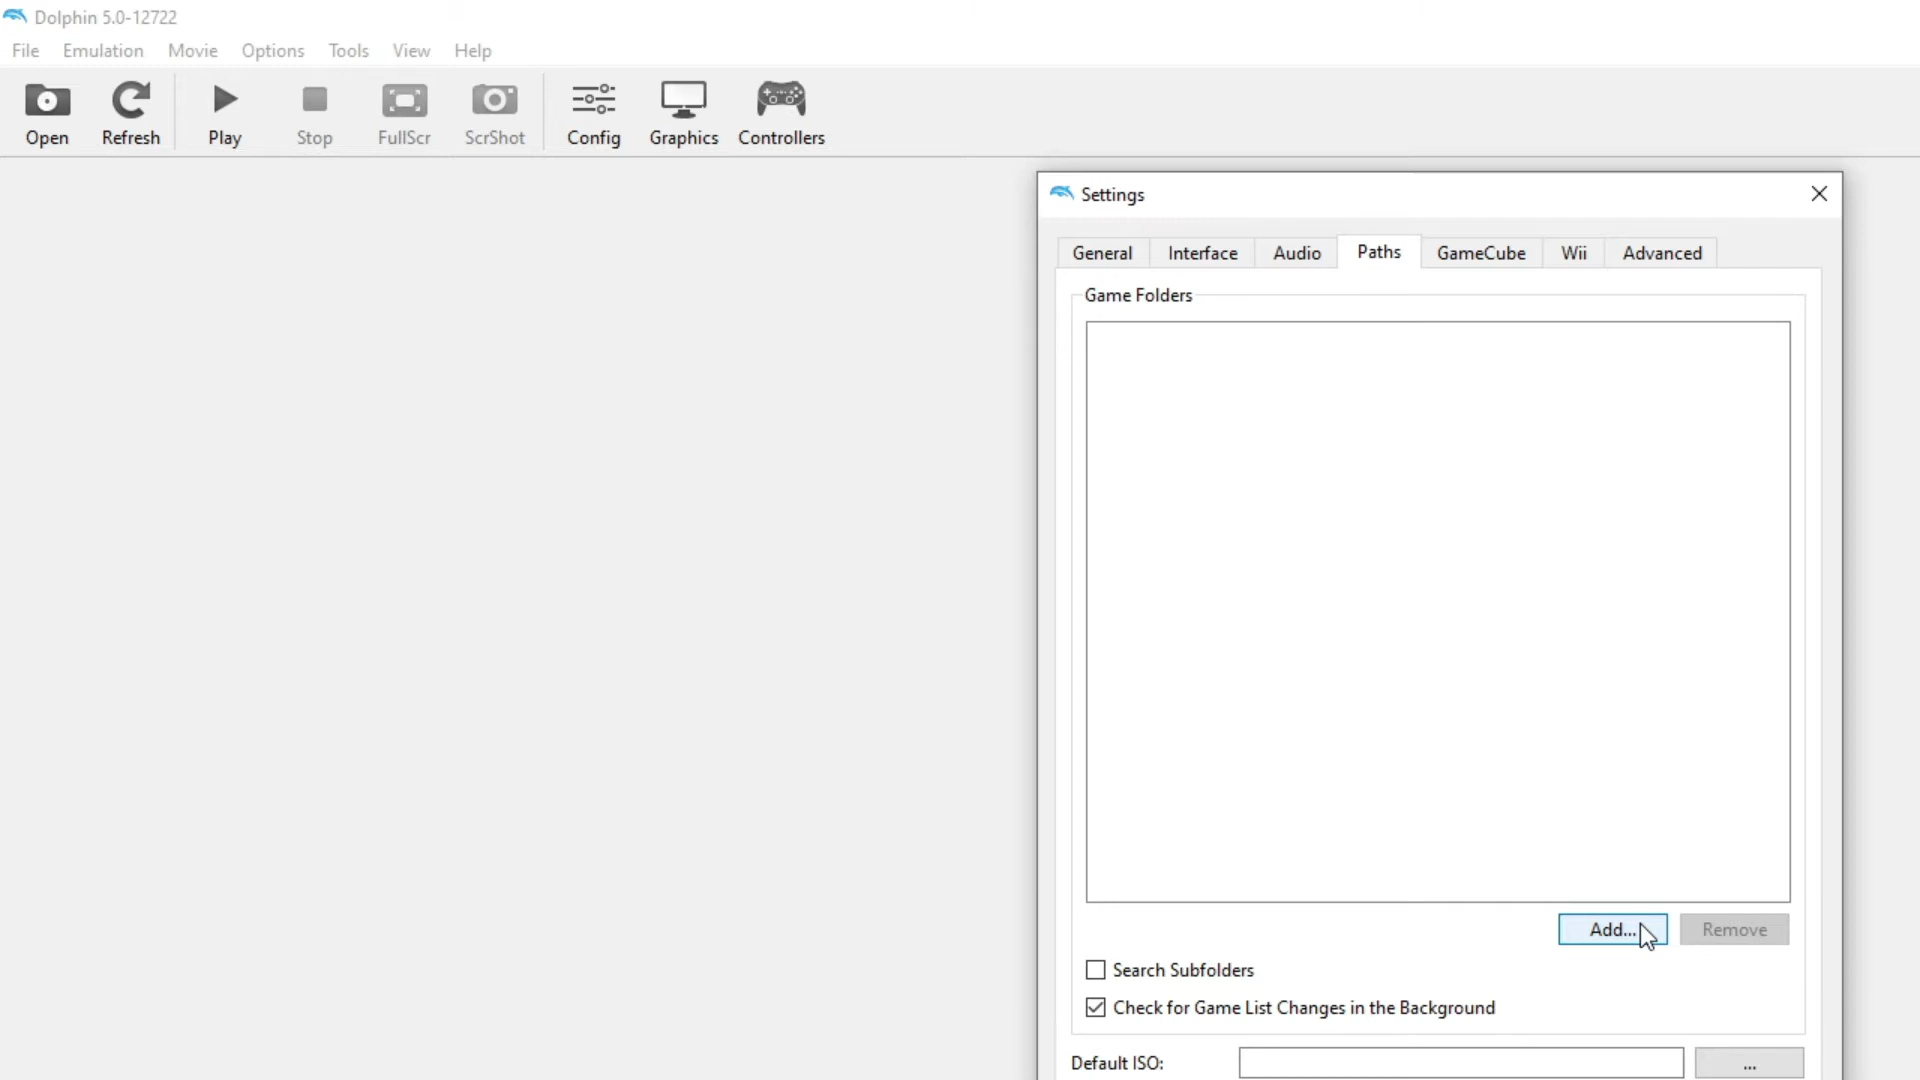 Dolphin 5.0-12722
File Emulation Movie Options Tools View Help
Open Refresh Play Stop FullScr ScrShot Config Graphics Controllers
Settings
General Interface Audio Paths GameCube Wii Advanced
Game Folders
Add... Remove
Search Subfolders
Check for Game List Changes in the Background
Default ISO: ...